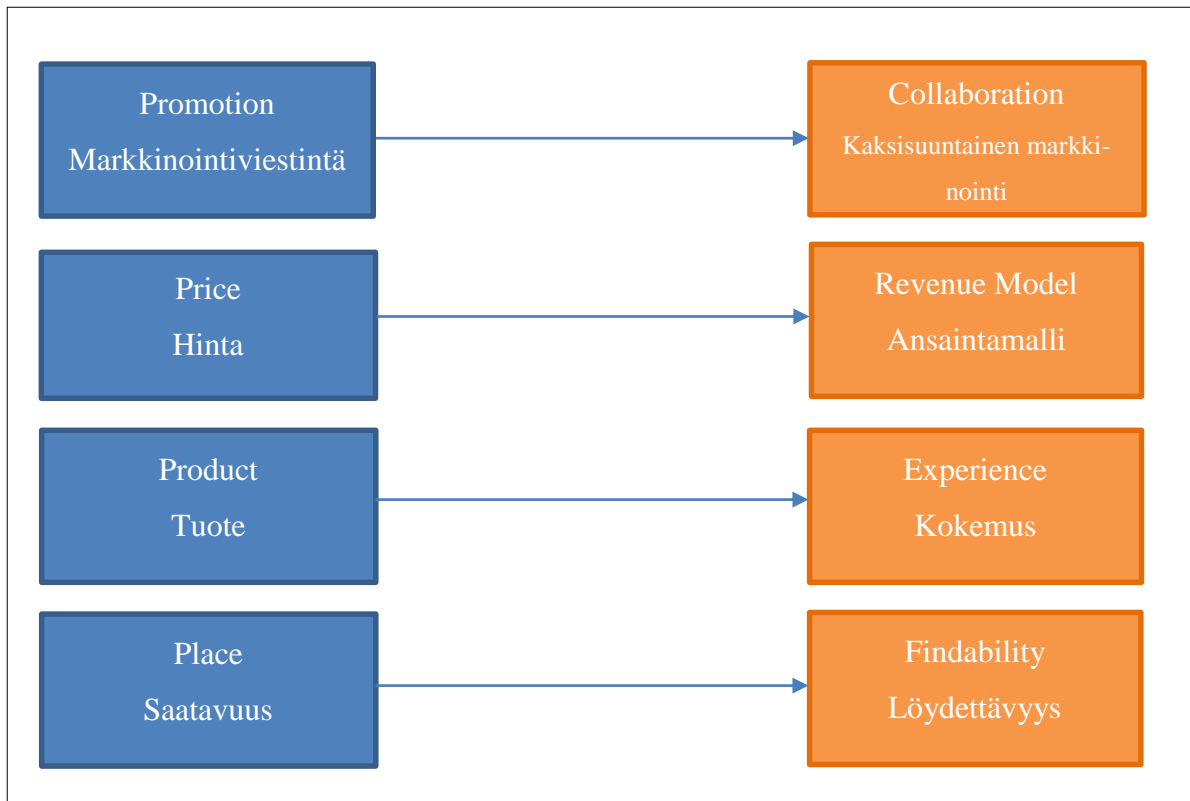 Promotion
Markkinointiviestintä
Collaboration
Kaksisuuntainen markki-
nointi
Price
Hinta
Revenue Model
Ansaintamalli
Product
Tuote
Experience
Kokemus
Place
Saatavuus
Findability
Löydettävyys